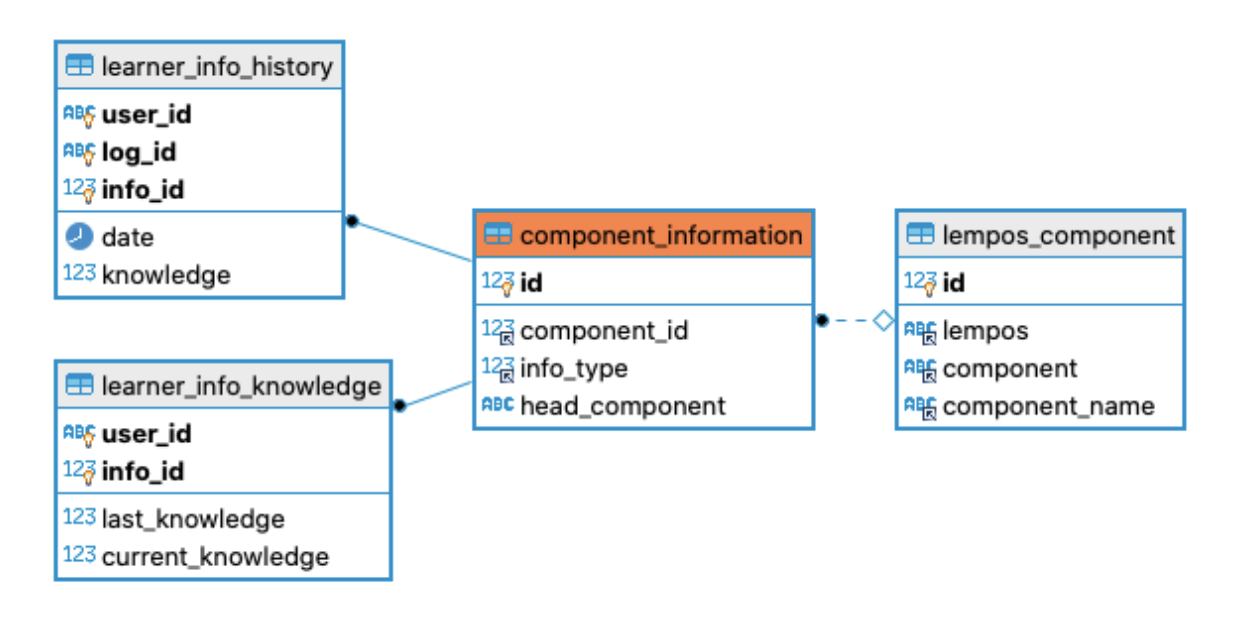 learner_info_history
ABC user_id
ABC log_id
123 info_id
date
123 knowledge
learner_info_knowledge
ABC user_id
123 info_id
123 last_knowledge
123 current_knowledge
component_information
123 id
123 component_id
123 info_type
ABC head_component
lempos_component
123 id
ABC lempos
ABC component
ABC component_name